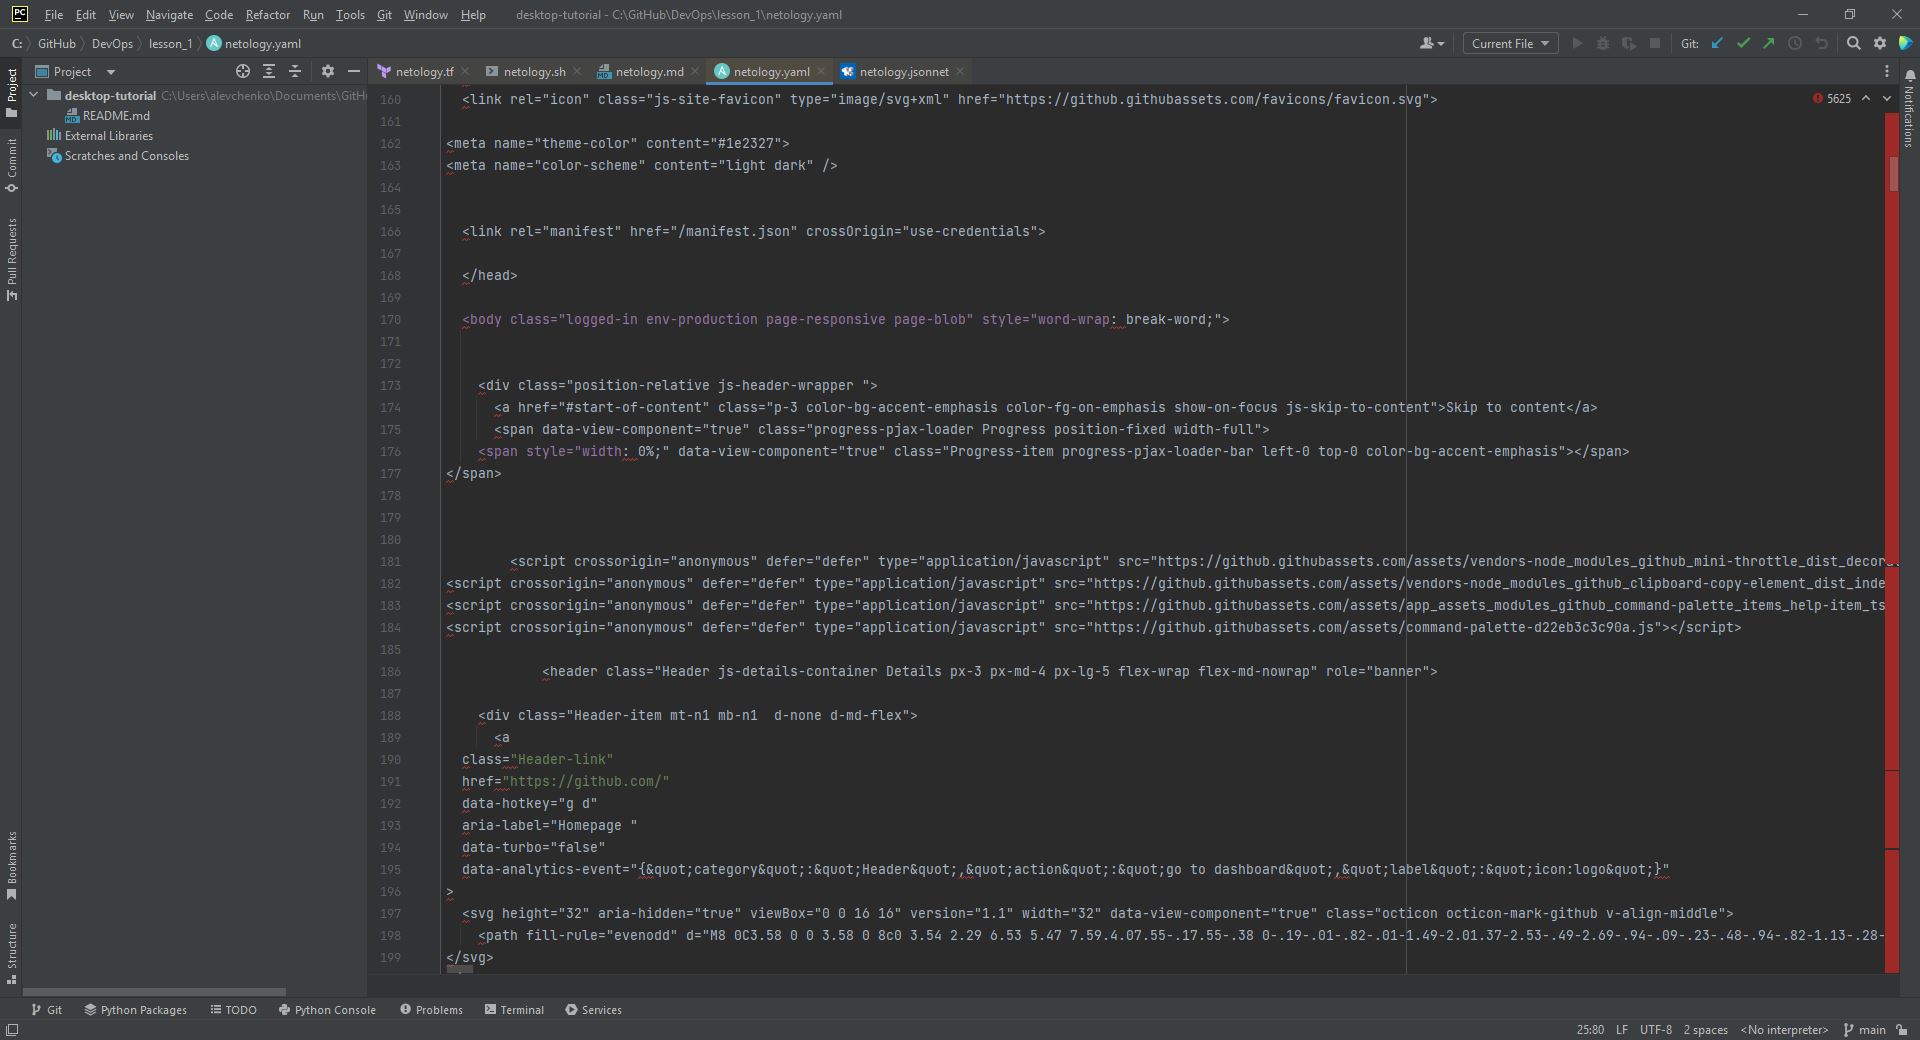 PC File Edit View Navigate Code Refactor Run Tools Git Window Help desktop-tutorial - C:\GitHub\DevOps\lesson_1\netology.yaml
C: GitHub DevOps lesson_1 A netology.yaml Current File Git:
Project netology.tf netology.sh netology.md A netology.yaml netology.jsonnet
desktop-tutorial C:\Users\alevchenko\Documents\GitH
README.md
External Libraries
Scratches and Consoles
Project
Commit
Pull Requests
Bookmarks
Structure
Notifications
5625
160 <link rel="icon" class="js-site-favicon" type="image/svg+xml" href="https://github.githubassets.com/favicons/favicon.svg">
161
162 <meta name="theme-color" content="#1e2327">
163 <meta name="color-scheme" content="light dark" />
164
165
166 <link rel="manifest" href="/manifest.json" crossOrigin="use-credentials">
167
168 </head>
169
170 <body class="logged-in env-production page-responsive page-blob" style="word-wrap: break-word;">
171
172
173 <div class="position-relative js-header-wrapper ">
174 <a href="#start-of-content" class="p-3 color-bg-accent-emphasis color-fg-on-emphasis show-on-focus js-skip-to-content">Skip to content</a>
175 <span data-view-component="true" class="progress-pjax-loader Progress position-fixed width-full">
176 <span style="width: 0%;" data-view-component="true" class="Progress-item progress-pjax-loader-bar left-0 top-0 color-bg-accent-emphasis"></span>
177 </span>
178
179
180
181 <script crossorigin="anonymous" defer="defer" type="application/javascript" src="https://github.githubassets.com/assets/vendors-node_modules_github_mini-throttle_dist_decor
182 <script crossorigin="anonymous" defer="defer" type="application/javascript" src="https://github.githubassets.com/assets/vendors-node_modules_github_clipboard-copy-element_dist_inde
183 <script crossorigin="anonymous" defer="defer" type="application/javascript" src="https://github.githubassets.com/assets/app_assets_modules_github_command-palette_items_help-item_ts
184 <script crossorigin="anonymous" defer="defer" type="application/javascript" src="https://github.githubassets.com/assets/command-palette-d22eb3c3c90a.js"></script>
185
186 <header class="Header js-details-container Details px-3 px-md-4 px-lg-5 flex-wrap flex-md-nowrap" role="banner">
187
188 <div class="Header-item mt-n1 mb-n1  d-none d-md-flex">
189 <a
190 class="Header-link"
191 href="https://github.com/"
192 data-hotkey="g d"
193 aria-label="Homepage "
194 data-turbo="false"
195 data-analytics-event="{&quot;category&quot;:&quot;Header&quot;,&quot;action&quot;:&quot;go to dashboard&quot;,&quot;label&quot;:&quot;icon:logo&quot;}"
196 >
197 <svg height="32" aria-hidden="true" viewBox="0 0 16 16" version="1.1" width="32" data-view-component="true" class="octicon octicon-mark-github v-align-middle">
198 <path fill-rule="evenodd" d="M8 0C3.58 0 0 3.58 0 8c0 3.54 2.29 6.53 5.47 7.59.4.07.55-.17.55-.38 0-.19-.01-.82-.01-1.49-2.01.37-2.53-.49-2.69-.94-.09-.23-.48-.94-.82-1.13-.28-
199 </svg>
Git Python Packages TODO Python Console Problems Terminal Services
25:80 LF UTF-8 2 spaces <No interpreter> main